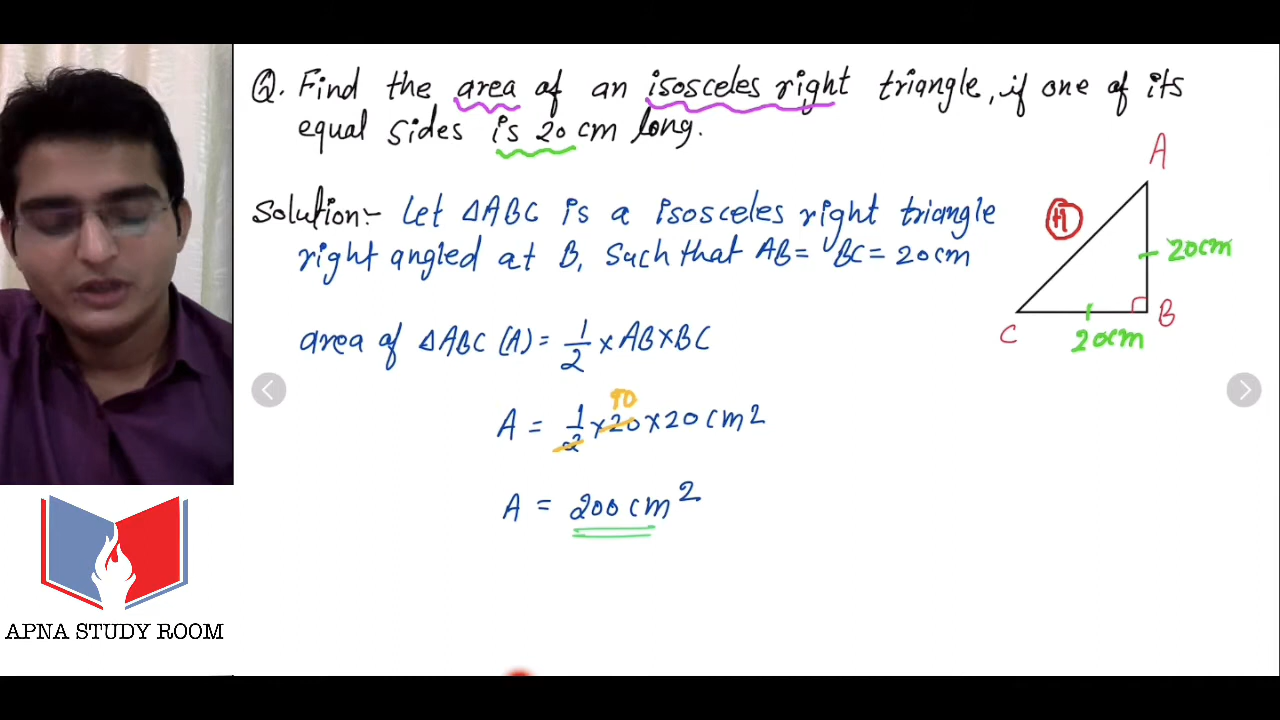 Q. Find the area of an isosceles right triangle, if one of its
equal sides is 20 cm long.
Solution:- Let △ABC is a isosceles right triangle
right angled at B, Such that AB = BC = 20 cm
area of △ABC (A) = 1/2 × AB × BC
A = 1/2 × 20 × 20 cm2
10
A = 200 cm²
A
H
20cm
B
C
20cm
APNA STUDY ROOM